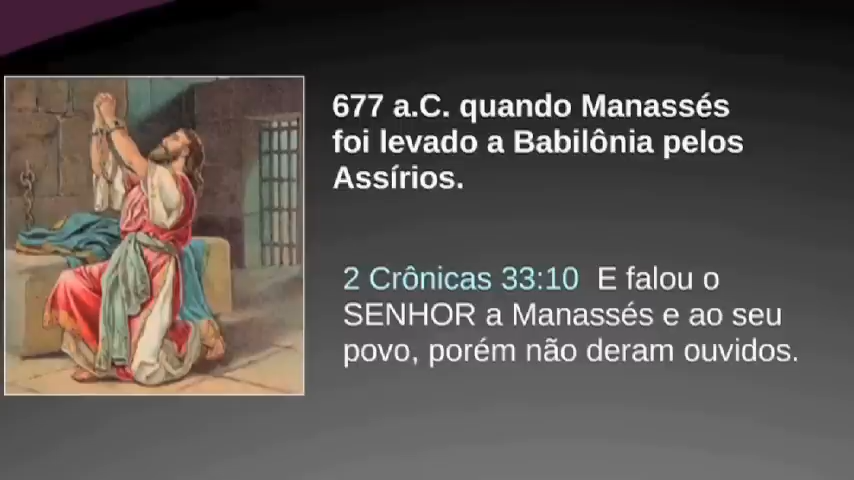 677 a.C. quando Manassés
foi levado a Babilônia pelos
Assírios.
2 Crônicas 33:10 E falou o
SENHOR a Manassés e ao seu
povo, porém não deram ouvidos.